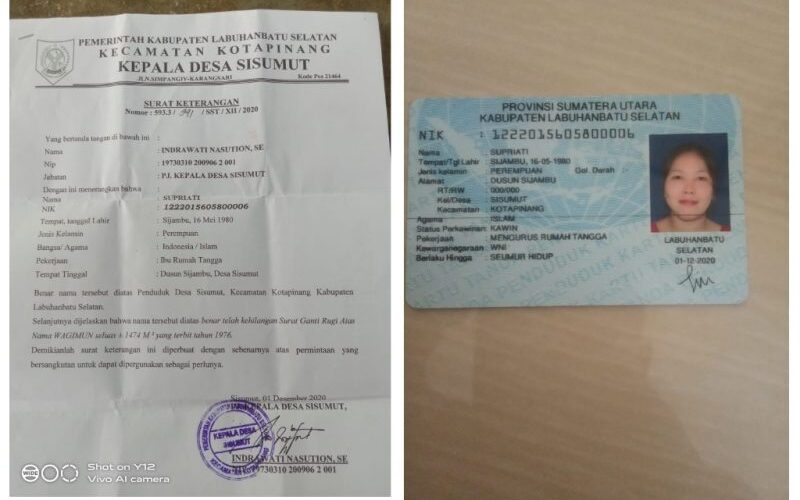 PEMERINTAH KABUPATEN LABUHANBATU SELATAN
KECAMATAN KOTAPINANG
KEPALA DESA SISUMUT
JLN.SIMPANGIV-KARANGSARI Kode Pos 21464
SURAT KETERANGAN
Nomor : 593.3/ /SST / XII / 2020
Yang bertanda tangan di bawah ini :
Nama : INDRAWATI NASUTION, SE
Nip : 19730310 200906 2 001
Jabatan : PJ. KEPALA DESA SISUMUT
Dengan ini menerangkan bahwa :
Nama : SUPRIATI
NIK : 1222015605800006
Tempat, tanggal Lahir : Sijambu, 16 Mei 1980
Jenis Kelamin : Perempuan
Bangsa/ Agama : Indonesia / Islam
Pekerjaan : Ibu Rumah Tangga
Tempat Tinggal : Dusun Sijambu, Desa Sisumut
Benar nama tersebut diatas Penduduk Desa Sisumut, Kecamatan Kotapinang Kabupaten
Labuhanbatu Selatan.
Selanjutnya dijelaskan bahwa nama tersebut diatas benar telah kehilangan Surat Ganti Rugi Atas
Nama WAGIMUN seluas ± 1474 M² yang terbit tahun 1976.
Demikianlah surat keterangan ini diperbuat dengan sebenarnya atas permintaan yang
bersangkutan untuk dapat dipergunakan sebagai perlunya.
Sisumut, 01 Desember 2020
KEPALA DESA SISUMUT,
KEPALA DESA
SISUMUT
INDRAWATI NASUTION, SE
19730310 200906 2 001
WIDE
Shot on Y12
Vivo AI camera
PROVINSI SUMATERA UTARA
KABUPATEN LABUHANBATU SELATAN
NIK : 1222015605800006
Nama : SUPRIATI
Tempat/Tgl Lahir : SIJAMBU, 16-05-1980
Jenis kelamin : PEREMPUAN Gol. Darah : -
Alamat : DUSUN SIJAMBU
RT/RW : 000/000
Kel/Desa : SISUMUT
Kecamatan : KOTAPINANG
Agama : ISLAM
Status Perkawinan : KAWIN
Pekerjaan : MENGURUS RUMAH TANGGA
Kewarganegaraan : WNI
Berlaku Hingga : SEUMUR HIDUP
LABUHANBATU
SELATAN
01-12-2020